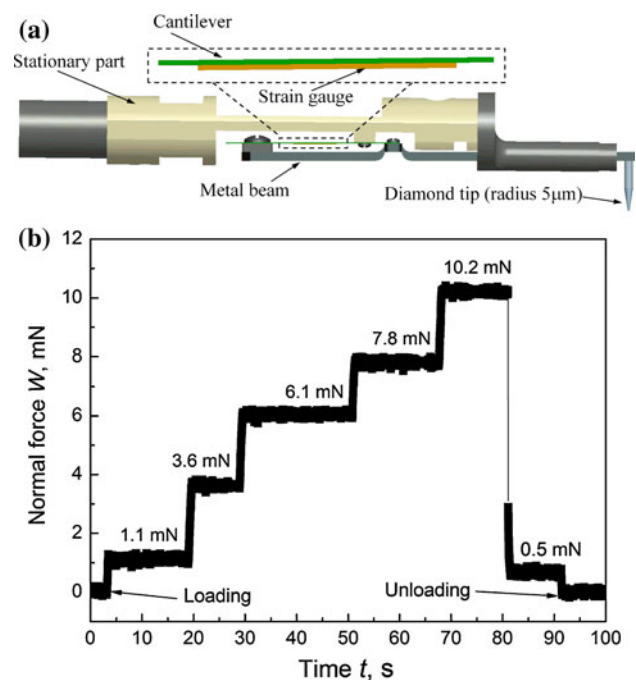 (a)
Cantilever
Stationary part
Strain gauge
Metal beam
Diamond tip (radius 5μm)
(b)
12
10
8
6
4
2
0
Normal force W, mN
10.2 mN
7.8 mN
6.1 mN
3.6 mN
1.1 mN
0.5 mN
Loading
Unloading
0 10 20 30 40 50 60 70 80 90 100
Time t, s